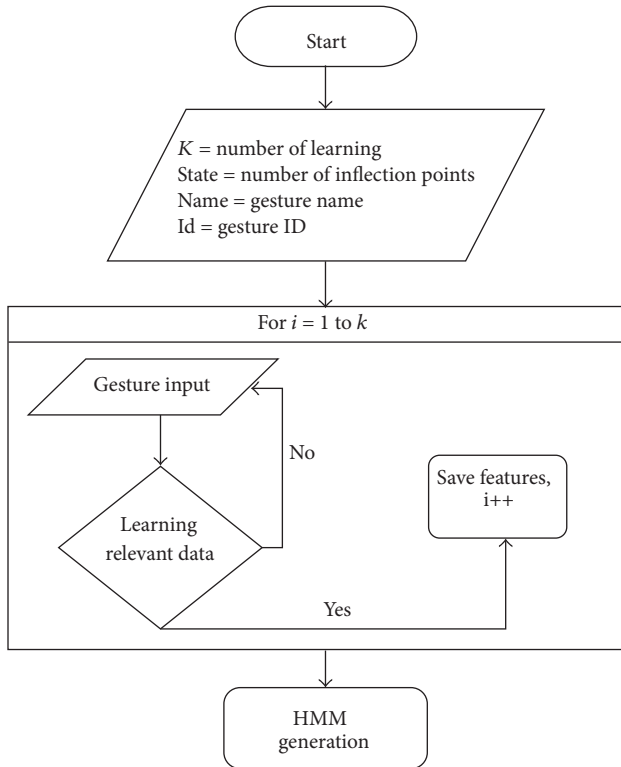 Start
K = number of learning
State = number of inflection points
Name = gesture name
Id = gesture ID
For i = 1 to k
Gesture input
No
Learning
relevant data
Save features,
i++
Yes
HMM
generation